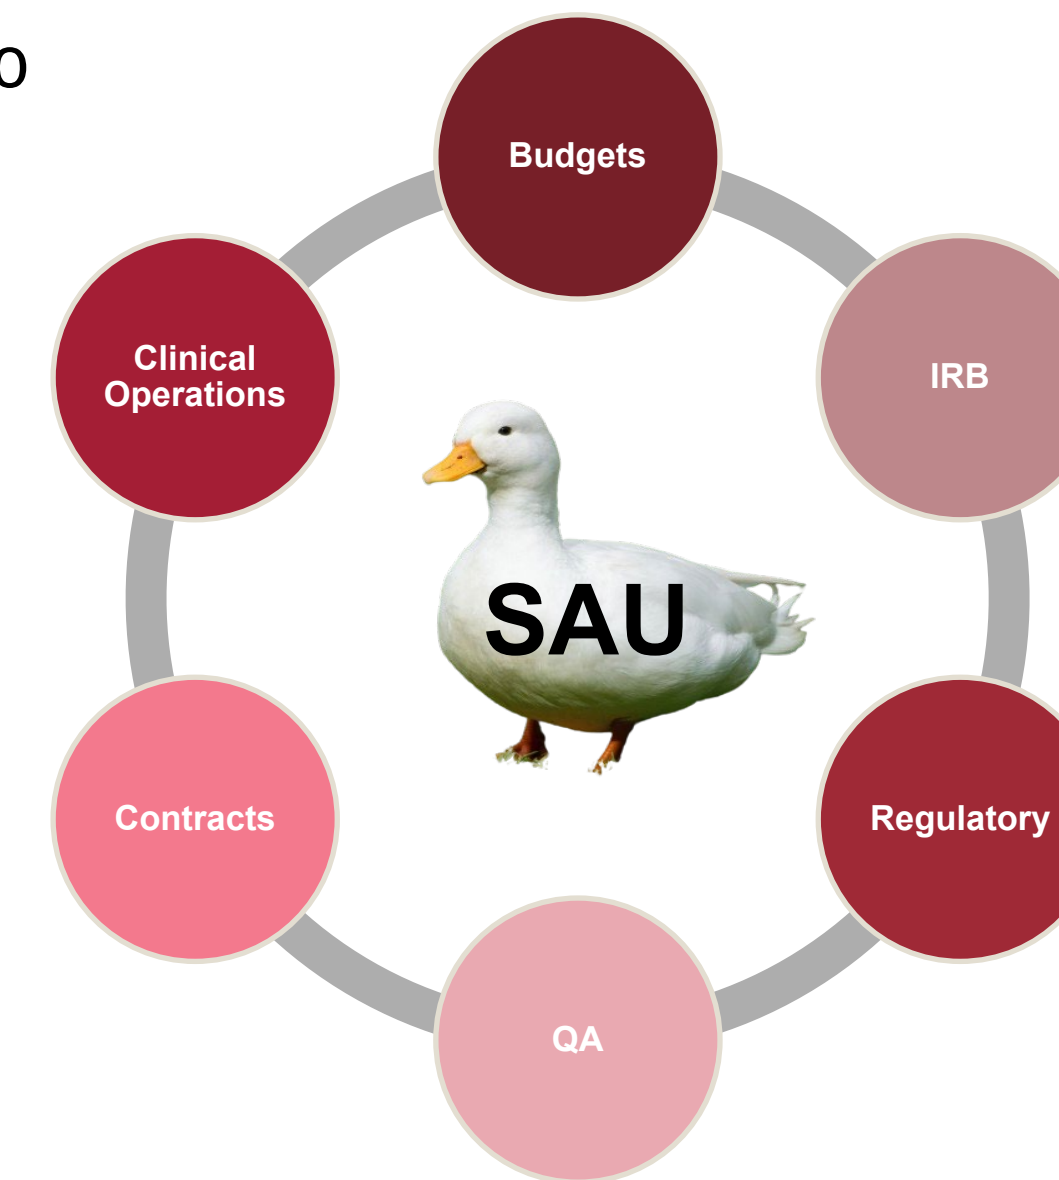 o
Budgets
Clinical
Operations
IRB
SAU
Contracts
Regulatory
QA